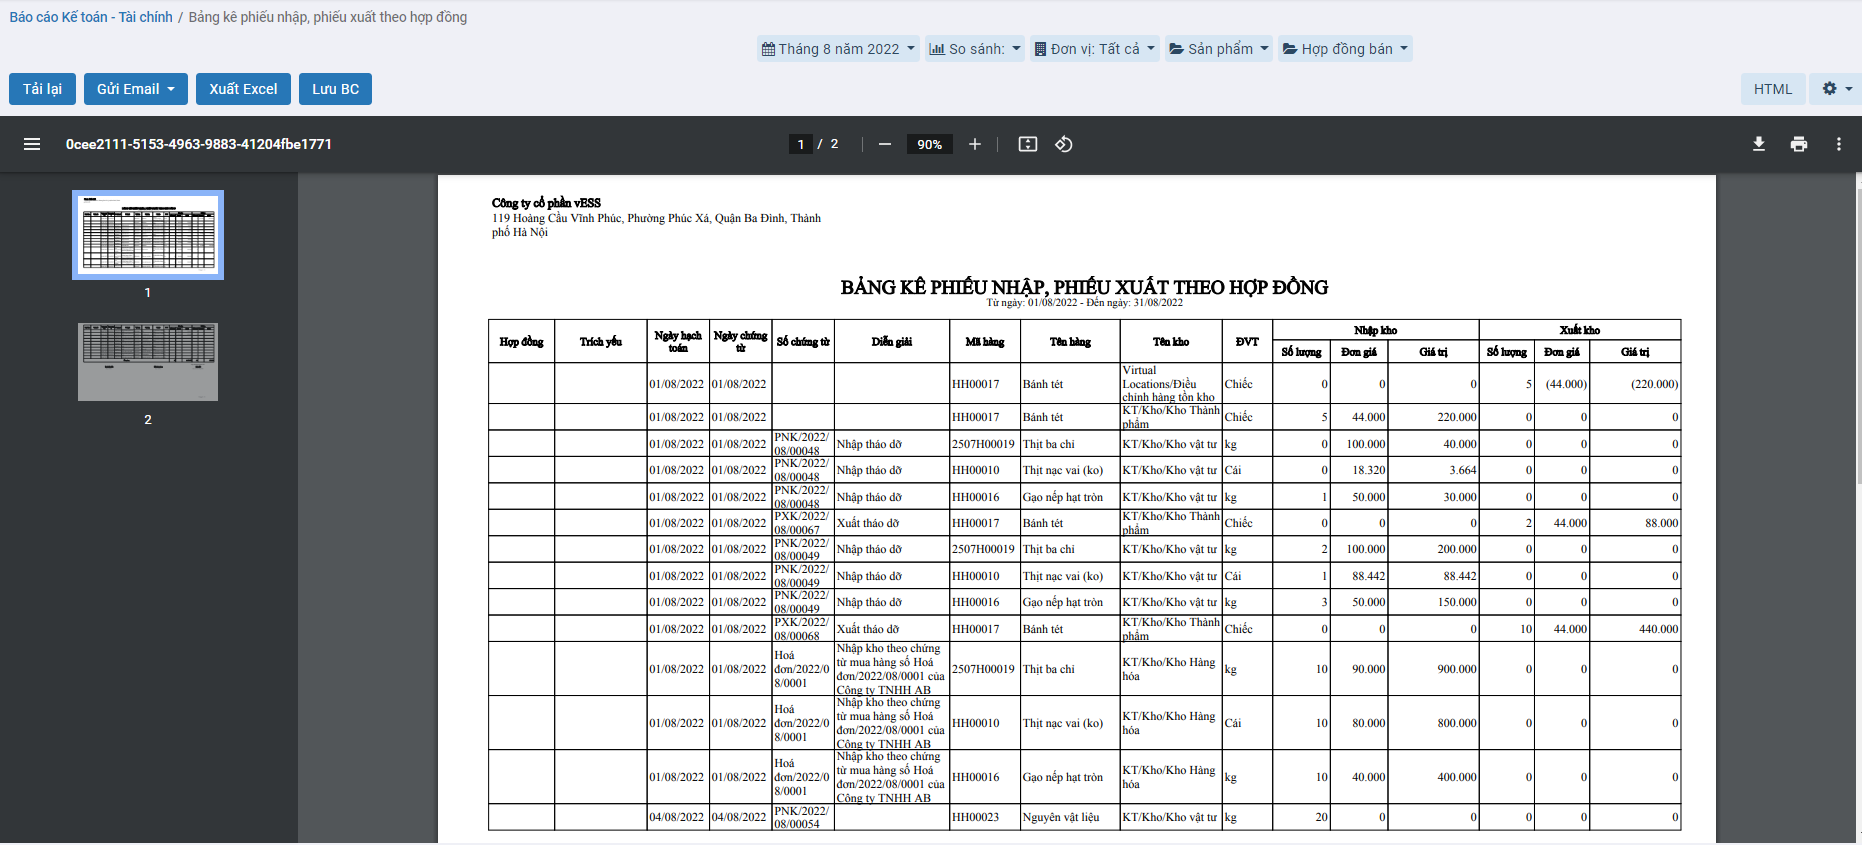 Báo cáo Kế toán - Tài chính / Bảng kê phiếu nhập, phiếu xuất theo hợp đồng
Tháng 8 năm 2022 So sánh: Đơn vị: Tất cả Sản phẩm Hợp đồng bán
Tải lại Gửi Email Xuất Excel Lưu BC HTML
0cee2111-5153-4963-9883-41204fbe1771 1 / 2 90%
1
2
Công ty cổ phần vESS
119 Hoàng Cầu Vĩnh Phúc, Phường Phúc Xá, Quận Ba Đình, Thành
phố Hà Nội
BẢNG KÊ PHIẾU NHẬP, PHIẾU XUẤT THEO HỢP ĐỒNG
Từ ngày: 01/08/2022 - Đến ngày: 31/08/2022
Hợp đồng Trích yếu Ngày hạch toán Ngày chứng từ Số chứng từ Diễn giải Mã hàng Tên hàng Tên kho ĐVT Nhập kho Xuất kho
Số lượng Đơn giá Giá trị Số lượng Đơn giá Giá trị
01/08/2022 01/08/2022 HH00017 Bánh tét Virtual Locations/Điều chỉnh hàng tồn kho Chiếc 0 0 0 5 (44.000) (220.000)
01/08/2022 01/08/2022 HH00017 Bánh tét KT/Kho/Kho Thành phẩm Chiếc 5 44.000 220.000 0 0 0
01/08/2022 01/08/2022 PNK/2022/08/00048 Nhập tháo dỡ 2507H00019 Thịt ba chỉ KT/Kho/Kho vật tư kg 0 100.000 40.000 0 0 0
01/08/2022 01/08/2022 PNK/2022/08/00048 Nhập tháo dỡ HH00010 Thịt nạc vai (ko) KT/Kho/Kho vật tư Cái 0 18.320 3.664 0 0 0
01/08/2022 01/08/2022 PNK/2022/08/00048 Nhập tháo dỡ HH00016 Gạo nếp hạt tròn KT/Kho/Kho vật tư kg 1 50.000 30.000 0 0 0
01/08/2022 01/08/2022 PXK/2022/08/00067 Xuất tháo dỡ HH00017 Bánh tét KT/Kho/Kho Thành phẩm Chiếc 0 0 0 2 44.000 88.000
01/08/2022 01/08/2022 PNK/2022/08/00049 Nhập tháo dỡ 2507H00019 Thịt ba chỉ KT/Kho/Kho vật tư kg 2 100.000 200.000 0 0 0
01/08/2022 01/08/2022 PNK/2022/08/00049 Nhập tháo dỡ HH00010 Thịt nạc vai (ko) KT/Kho/Kho vật tư Cái 1 88.442 88.442 0 0 0
01/08/2022 01/08/2022 PNK/2022/08/00049 Nhập tháo dỡ HH00016 Gạo nếp hạt tròn KT/Kho/Kho vật tư kg 3 50.000 150.000 0 0 0
01/08/2022 01/08/2022 PXK/2022/08/00068 Xuất tháo dỡ HH00017 Bánh tét KT/Kho/Kho Thành phẩm Chiếc 0 0 0 10 44.000 440.000
01/08/2022 01/08/2022 Hoá đơn/2022/08/0001 Nhập kho theo chứng từ mua hàng số Hoá đơn/2022/08/0001 của Công ty TNHH AB 2507H00019 Thịt ba chỉ KT/Kho/Kho Hàng hóa kg 10 90.000 900.000 0 0 0
01/08/2022 01/08/2022 Hoá đơn/2022/08/0001 Nhập kho theo chứng từ mua hàng số Hoá đơn/2022/08/0001 của Công ty TNHH AB HH00010 Thịt nạc vai (ko) KT/Kho/Kho Hàng hóa Cái 10 80.000 800.000 0 0 0
01/08/2022 01/08/2022 Hoá đơn/2022/08/0001 Nhập kho theo chứng từ mua hàng số Hoá đơn/2022/08/0001 của Công ty TNHH AB HH00016 Gạo nếp hạt tròn KT/Kho/Kho Hàng hóa kg 10 40.000 400.000 0 0 0
04/08/2022 04/08/2022 PNK/2022/08/00054 HH00023 Nguyên vật liệu KT/Kho/Kho vật tư kg 20 0 0 0 0 0